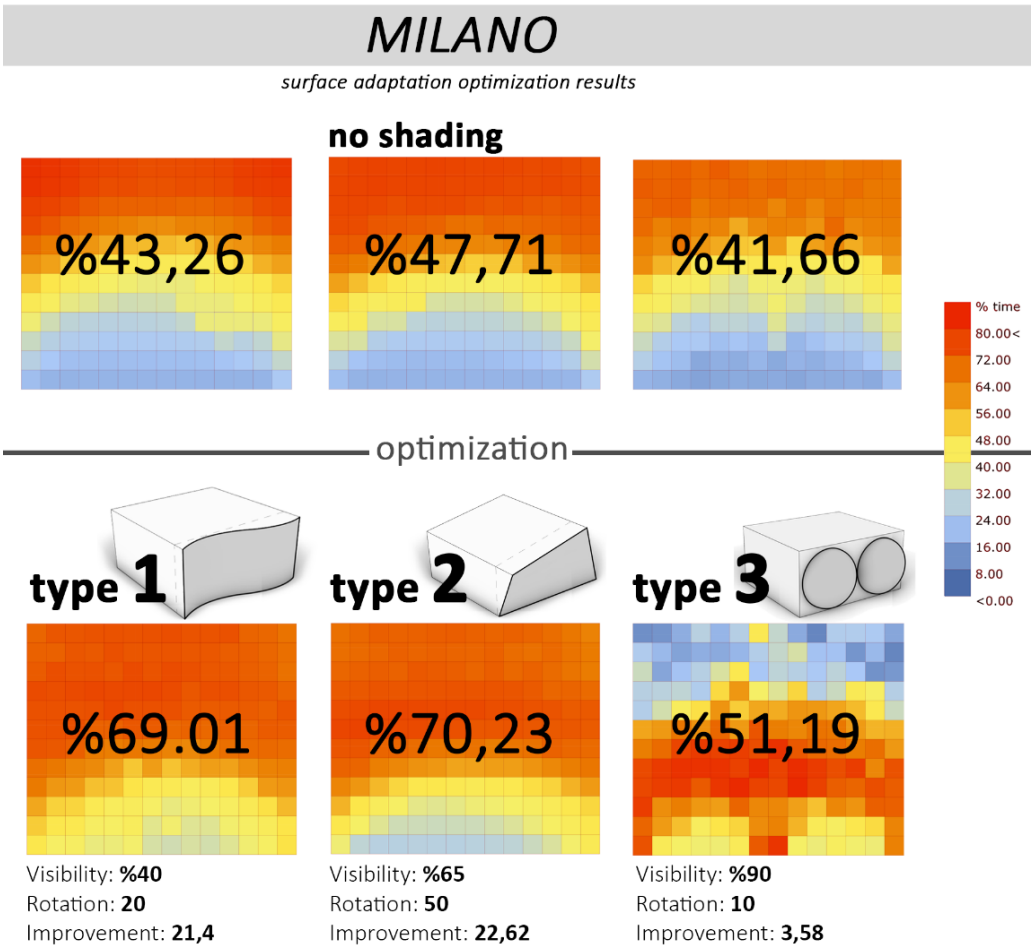 MILANO
surface adaptation optimization results
no shading
%43,26
%47,71
%41,66
% time
80.00<
72.00
64.00
56.00
48.00
40.00
32.00
24.00
16.00
8.00
<0.00
optimization
type 1
type 2
type 3
%69.01
%70,23
%51,19
Visibility: %40
Rotation: 20
Improvement: 21,4
Visibility: %65
Rotation: 50
Improvement: 22,62
Visibility: %90
Rotation: 10
Improvement: 3,58